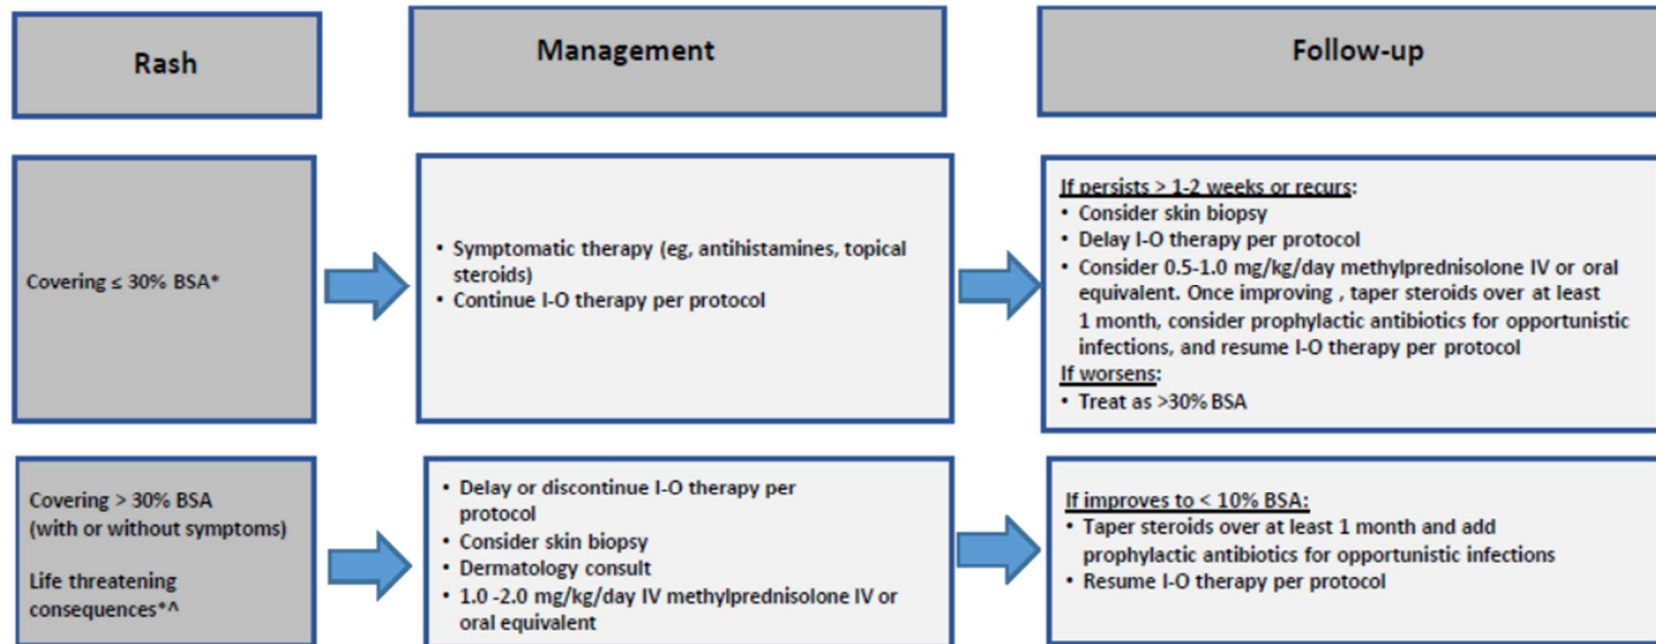 Rash
Management
Follow-up
Covering ≤ 30% BSA*
• Symptomatic therapy (eg, antihistamines, topical
steroids)
• Continue I-O therapy per protocol
If persists > 1-2 weeks or recurs:
• Consider skin biopsy
• Delay I-O therapy per protocol
• Consider 0.5-1.0 mg/kg/day methylprednisolone IV or oral
equivalent. Once improving , taper steroids over at least
1 month, consider prophylactic antibiotics for opportunistic
infections, and resume I-O therapy per protocol
If worsens:
• Treat as >30% BSA
Covering > 30% BSA
(with or without symptoms)
Life threatening
consequences*^
• Delay or discontinue I-O therapy per
protocol
• Consider skin biopsy
• Dermatology consult
• 1.0 -2.0 mg/kg/day IV methylprednisolone IV or
oral equivalent
If improves to < 10% BSA:
• Taper steroids over at least 1 month and add
prophylactic antibiotics for opportunistic infections
• Resume I-O therapy per protocol